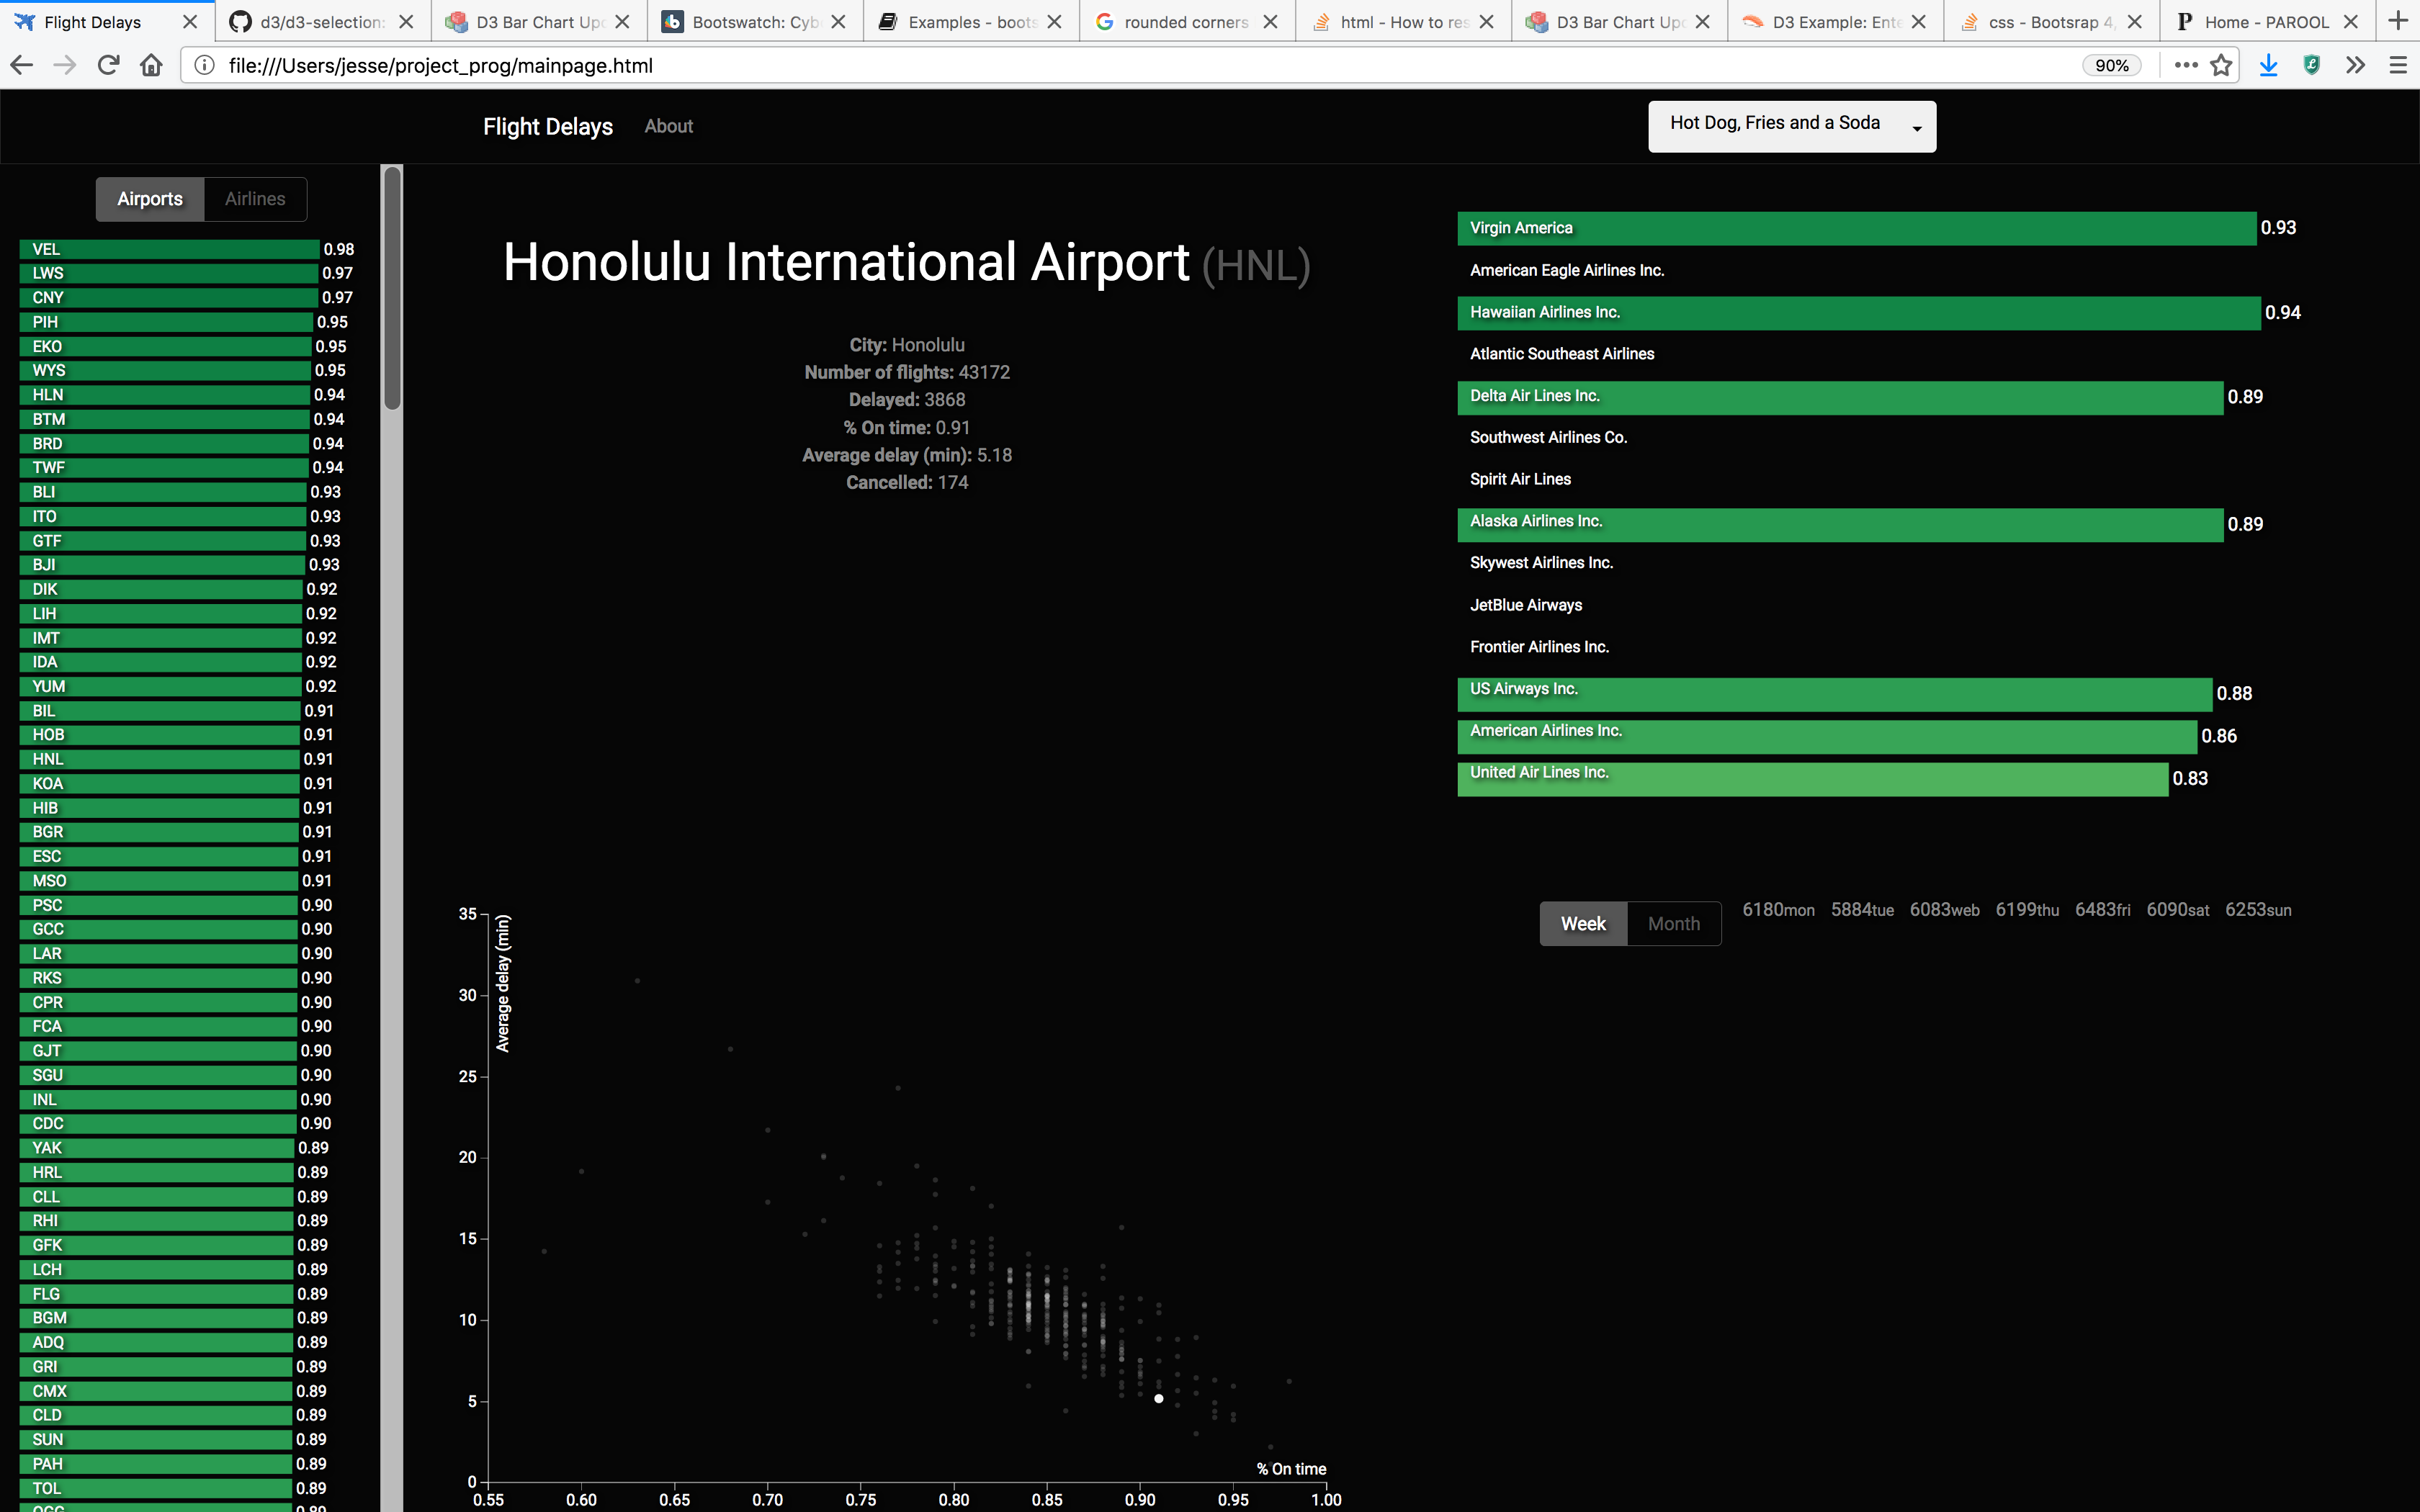 Flight Delays
d3/d3-selection:
D3 Bar Chart Upd
Bootswatch: Cyb
Examples - boots
rounded corners
html - How to res
D3 Bar Chart Upd
D3 Example: Ente
css - Bootsrap 4,
Home - PAROOL
file:///Users/jesse/project_prog/mainpage.html
90%
Flight Delays About
Hot Dog, Fries and a Soda
Airports Airlines
VEL 0.98
LWS 0.97
CNY 0.97
PIH 0.95
EKO 0.95
WYS 0.95
HLN 0.94
BTM 0.94
BRD 0.94
TWF 0.94
BLI 0.93
ITO 0.93
GTF 0.93
BJI 0.93
DIK 0.92
LIH 0.92
IMT 0.92
IDA 0.92
YUM 0.92
BIL 0.91
HOB 0.91
HNL 0.91
KOA 0.91
HIB 0.91
BGR 0.91
ESC 0.91
MSO 0.91
PSC 0.90
GCC 0.90
LAR 0.90
RKS 0.90
CPR 0.90
FCA 0.90
GJT 0.90
SGU 0.90
INL 0.90
CDC 0.90
YAK 0.89
HRL 0.89
CLL 0.89
RHI 0.89
GFK 0.89
LCH 0.89
FLG 0.89
BGM 0.89
ADQ 0.89
GRI 0.89
CMX 0.89
CLD 0.89
SUN 0.89
PAH 0.89
TOL 0.89
OGG 0.89
Honolulu International Airport (HNL)
City: Honolulu
Number of flights: 43172
Delayed: 3868
% On time: 0.91
Average delay (min): 5.18
Cancelled: 174
Virgin America 0.93
American Eagle Airlines Inc.
Hawaiian Airlines Inc. 0.94
Atlantic Southeast Airlines
Delta Air Lines Inc. 0.89
Southwest Airlines Co.
Spirit Air Lines
Alaska Airlines Inc. 0.89
Skywest Airlines Inc.
JetBlue Airways
Frontier Airlines Inc.
US Airways Inc. 0.88
American Airlines Inc. 0.86
United Air Lines Inc. 0.83
Week Month
6180mon 5884tue 6083web 6199thu 6483fri 6090sat 6253sun
Average delay (min)
35
30
25
20
15
10
5
0
% On time
0.55 0.60 0.65 0.70 0.75 0.80 0.85 0.90 0.95 1.00